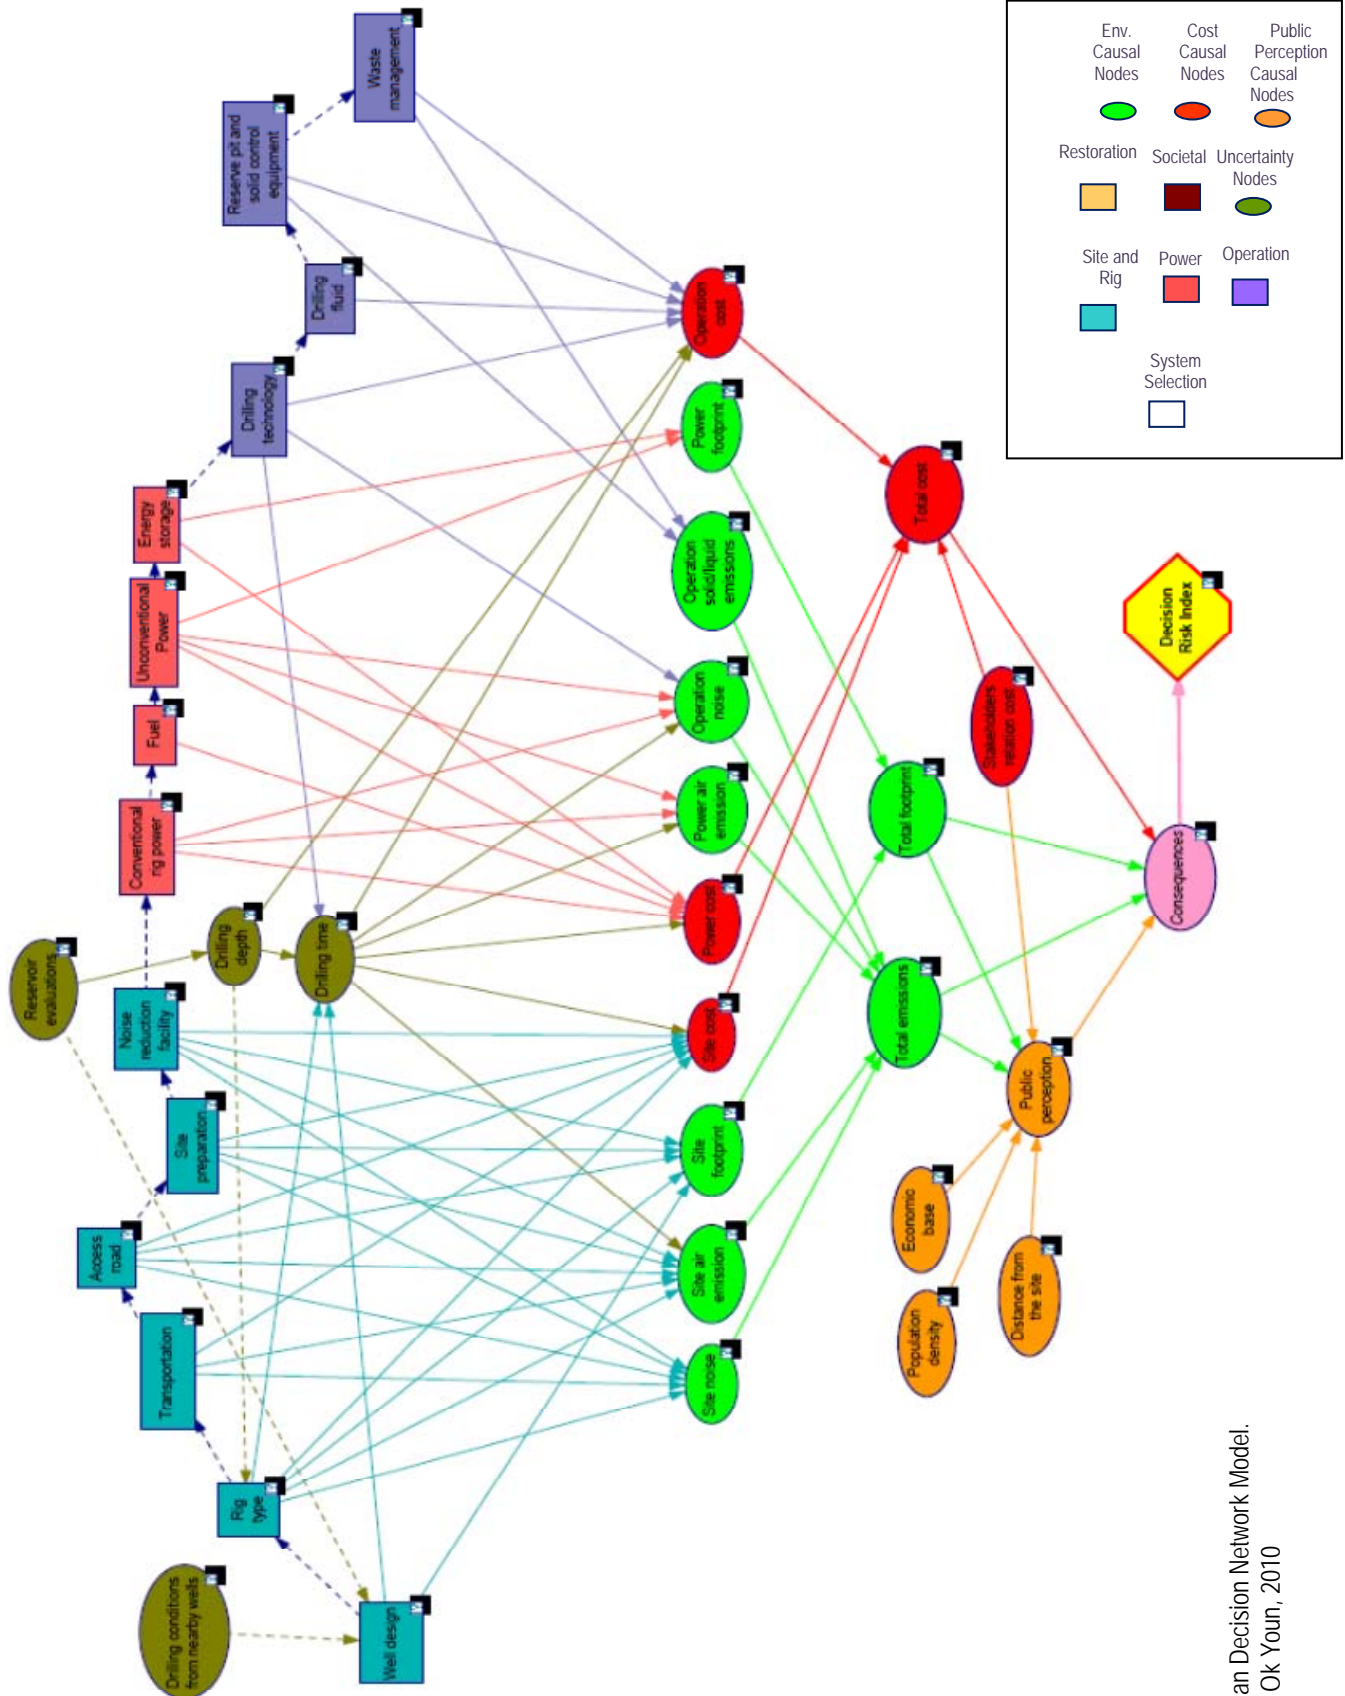 Env.
Causal
Nodes
Cost
Causal
Nodes
Public
Perception
Causal
Nodes
Restoration
Societal
Uncertainty
Nodes
Site and
Rig
Power
Operation
System
Selection
Waste
management
Reserve pit and
solid control
equipment
Drilling
fluid
Drilling
technology
Energy
storage
Unconventional
Power
Fuel
Conventional
rig power
Reservoir
evaluations
Drilling
depth
Drilling time
Noise
reduction
facility
Site
preparation
Access
road
Transportation
Rig
type
Drilling conditions
from nearby wells
Well design
Operation
cost
Power
footprint
Operation
solid/liquid
emissions
Operation
noise
Power air
emission
Power cost
Site cost
Site
footprint
Site air
emission
Site noise
Total cost
Stakeholders
relation cost
Total footprint
Total emissions
Public
perception
Economic
base
Population
density
Distance from
the site
Decision
Risk Index
Consequences
an Decision Network Model.
Ok Youn, 2010